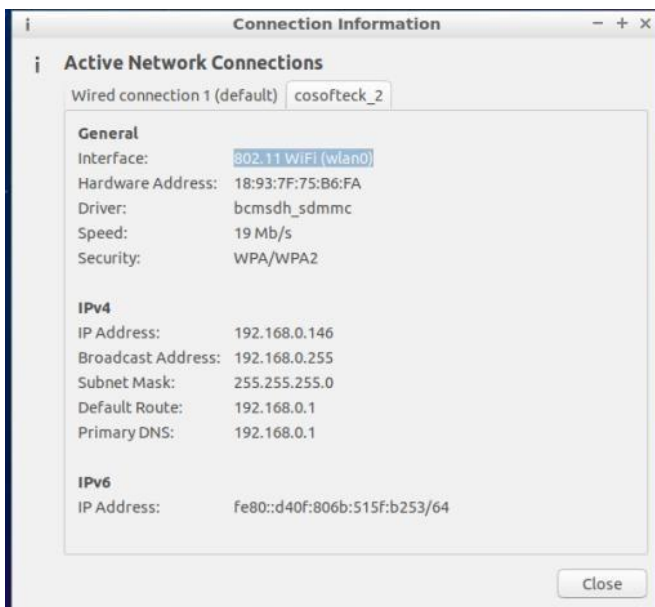 Connection Information
Active Network Connections
Wired connection 1 (default) cosofteck_2
General
Interface: 802.11 WiFi (wlan0)
Hardware Address: 18:93:7F:75:B6:FA
Driver: bcmsdh_sdmmc
Speed: 19 Mb/s
Security: WPA/WPA2
IPv4
IP Address: 192.168.0.146
Broadcast Address: 192.168.0.255
Subnet Mask: 255.255.255.0
Default Route: 192.168.0.1
Primary DNS: 192.168.0.1
IPv6
IP Address: fe80::d40f:806b:515f:b253/64
Close